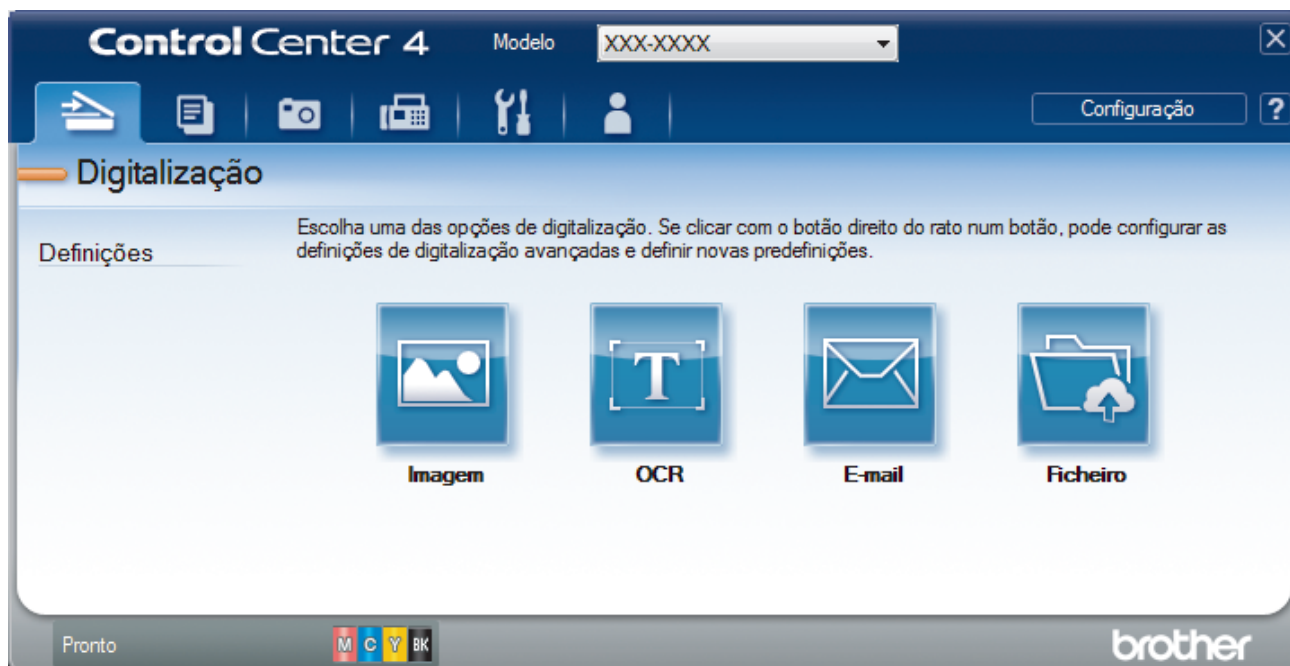 Control Center 4
Modelo
XXX-XXXX
Configuração
?
Digitalização
Definições
Escolha uma das opções de digitalização. Se clicar com o botão direito do rato num botão, pode configurar as
definições de digitalização avançadas e definir novas predefinições.
T
Imagem
OCR
E-mail
Ficheiro
Pronto
M C Y BK
brother